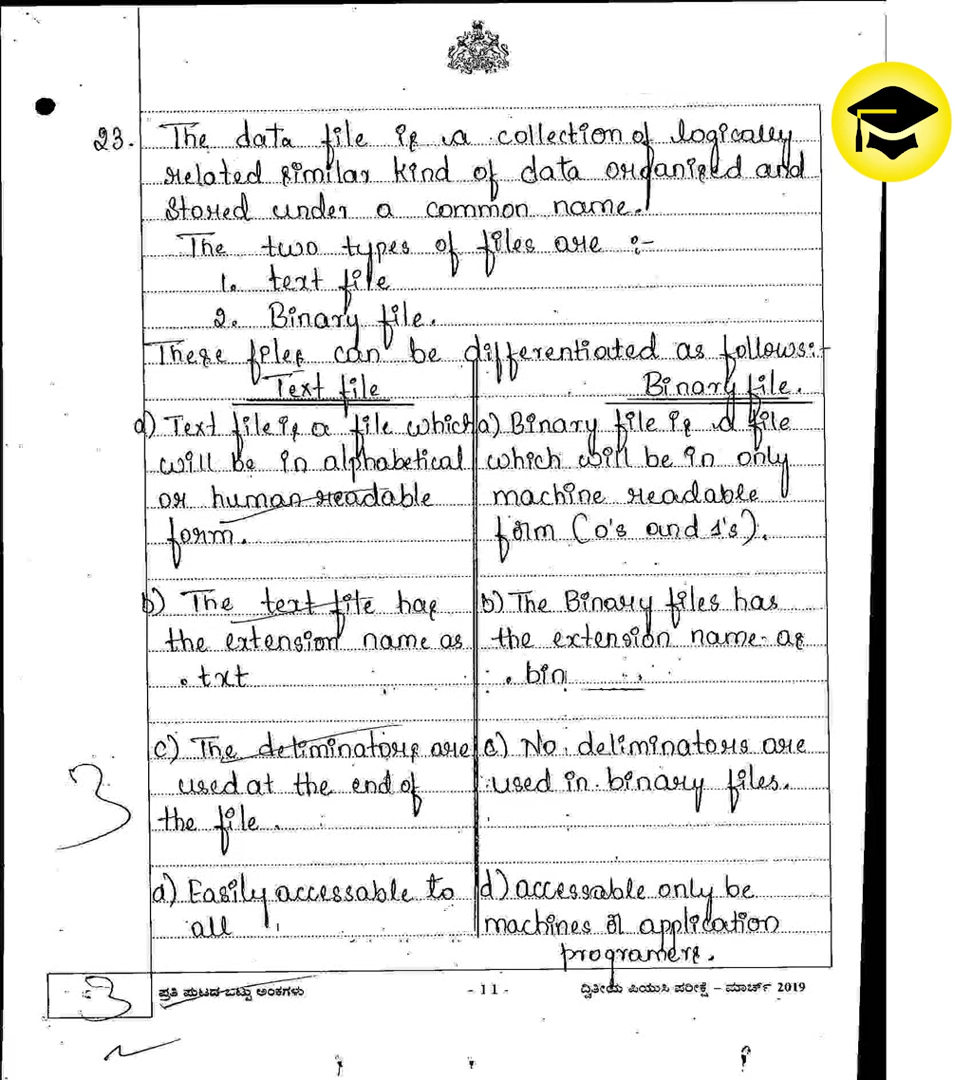 23. The data file is a collection of logically
related similar kind of data organised and
stored under a common name.
The two types of files are :-
1. text file
2. Binary file.
These files can be differentiated as follows:-
Text file
Binary file.
a) Text file is a file which
will be in alphabetical
or human readable
form.
a) Binary file is a file
which will be in only
machine readable
form (0's and 1's).
b) The text file has
the extension name as
.txt
b) The Binary files has
the extension name as
.bin
c) The deliminators are
used at the end of
the file.
c) No deliminators are
used in binary files.
3
d) Easily accessable to
all
d) accessable only be
machines or application
programers.
3
ಪ್ರತಿ ಪುಟದ ಒಟ್ಟು ಅಂಕಗಳು
- 11 -
ದ್ವಿತೀಯ ಪಿಯುಸಿ ಪರೀಕ್ಷೆ – ಮಾರ್ಚ್ 2019